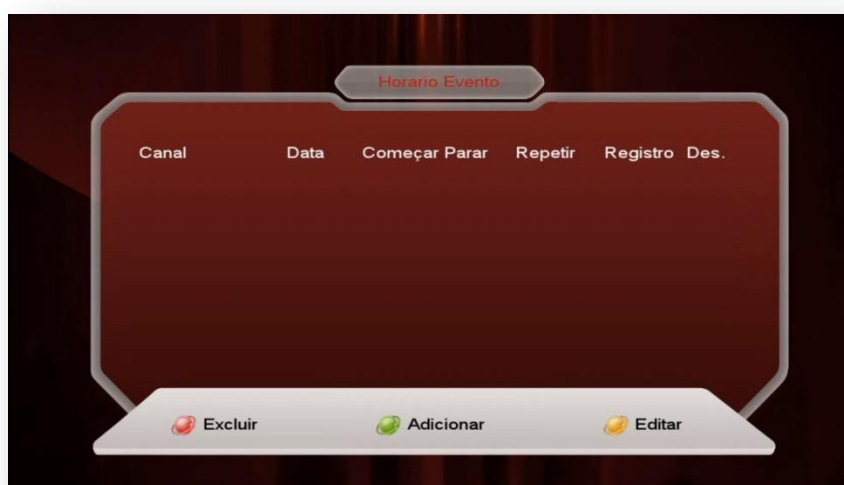 Horario Evento
Canal Data Começar Parar Repetir Registro Des.
Excluir Adicionar Editar